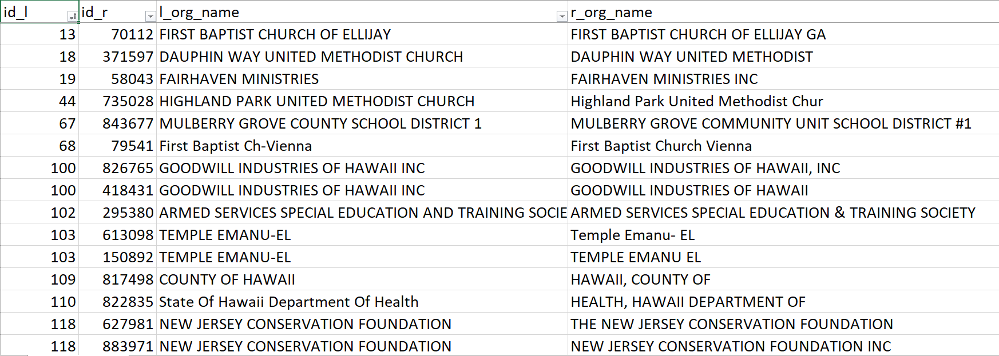 id_l id_r l_org_name r_org_name
13 70112 FIRST BAPTIST CHURCH OF ELLIJAY FIRST BAPTIST CHURCH OF ELLIJAY GA
18 371597 DAUPHIN WAY UNITED METHODIST CHURCH DAUPHIN WAY UNITED METHODIST
19 58043 FAIRHAVEN MINISTRIES FAIRHAVEN MINISTRIES INC
44 735028 HIGHLAND PARK UNITED METHODIST CHURCH Highland Park United Methodist Chur
67 843677 MULBERRY GROVE COUNTY SCHOOL DISTRICT 1 MULBERRY GROVE COMMUNITY UNIT SCHOOL DISTRICT #1
68 79541 First Baptist Ch-Vienna First Baptist Church Vienna
100 826765 GOODWILL INDUSTRIES OF HAWAII INC GOODWILL INDUSTRIES OF HAWAII, INC
100 418431 GOODWILL INDUSTRIES OF HAWAII INC GOODWILL INDUSTRIES OF HAWAII
102 295380 ARMED SERVICES SPECIAL EDUCATION AND TRAINING SOCIE ARMED SERVICES SPECIAL EDUCATION & TRAINING SOCIETY
103 613098 TEMPLE EMANU-EL Temple Emanu- EL
103 150892 TEMPLE EMANU-EL TEMPLE EMANU EL
109 817498 COUNTY OF HAWAII HAWAII, COUNTY OF
110 822835 State Of Hawaii Department Of Health HEALTH, HAWAII DEPARTMENT OF
118 627981 NEW JERSEY CONSERVATION FOUNDATION THE NEW JERSEY CONSERVATION FOUNDATION
118 883971 NEW JERSEY CONSERVATION FOUNDATION NEW JERSEY CONSERVATION FOUNDATION INC